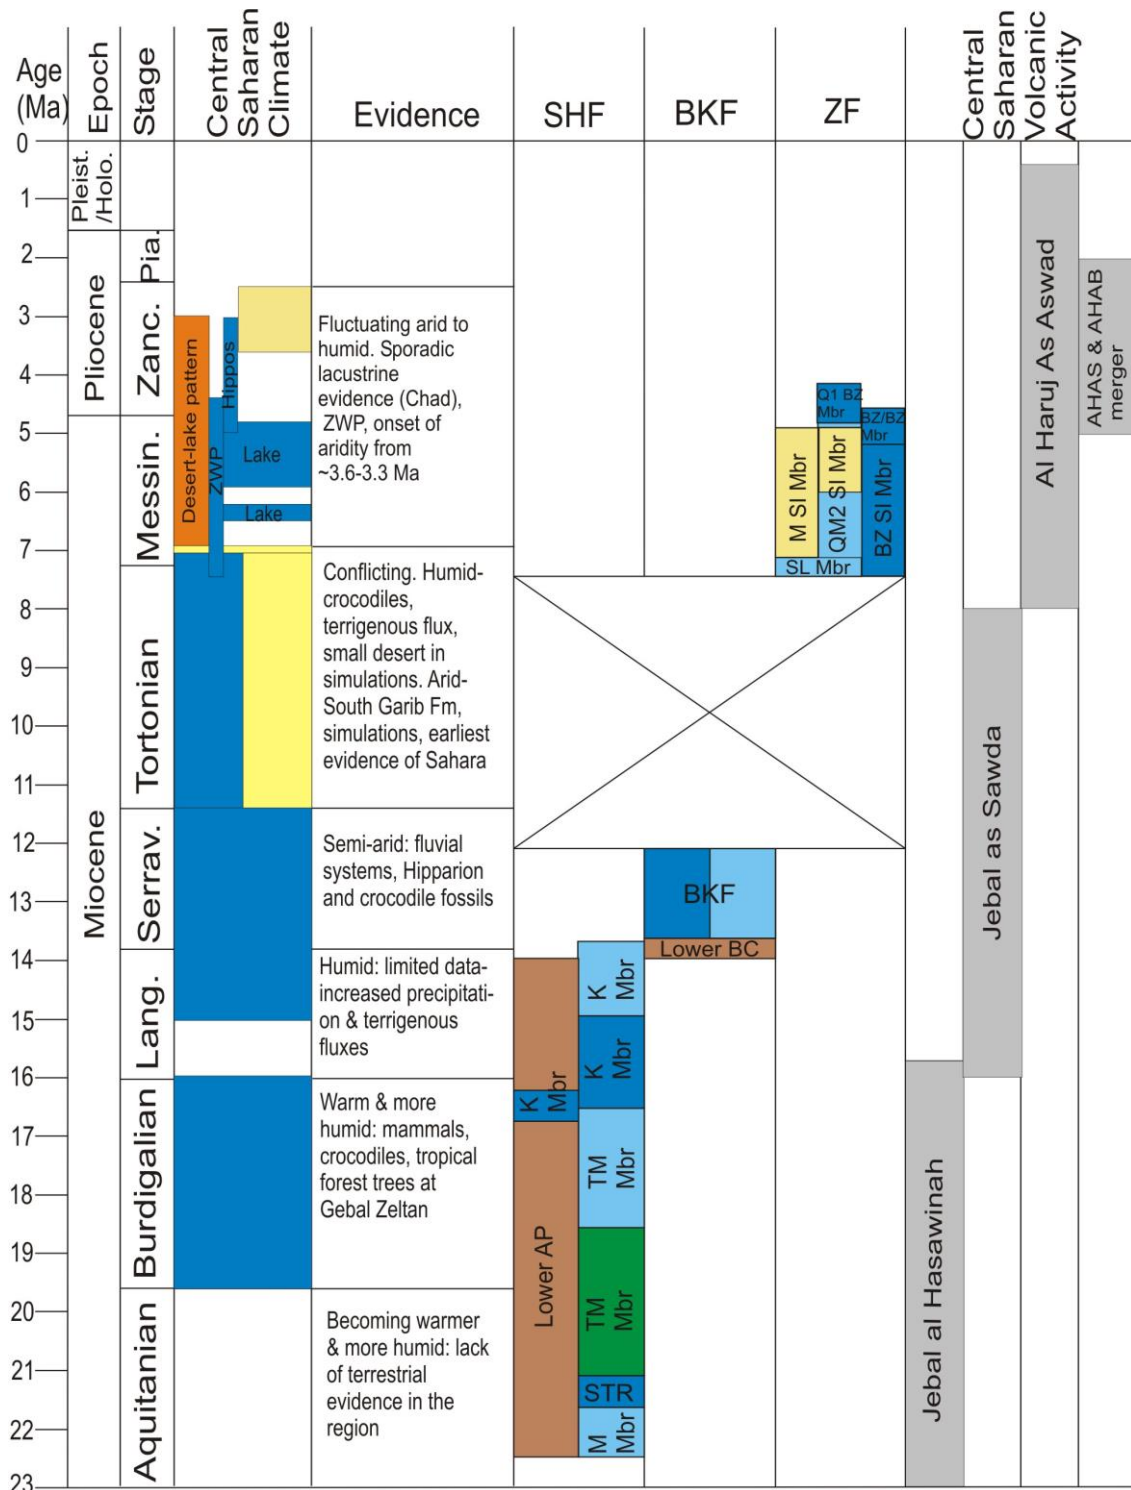 Age
(Ma)
Epoch
Stage
Central
Saharan
Climate
Evidence
SHF
BKF
ZF
Central
Saharan
Volcanic
Activity
0
1
2
3
4
5
6
7
8
9
10
11
12
13
14
15
16
17
18
19
20
21
22
23
Pleist.
/Holo.
Pliocene
Miocene
Pia.
Zanc.
Messin.
Tortonian
Serrav.
Lang.
Burdigalian
Aquitanian
Desert-lake pattern
ZWP
Hippos
Lake
Lake
Fluctuating arid to
humid. Sporadic
lacustrine
evidence (Chad),
ZWP, onset of
aridity from
~3.6-3.3 Ma
Conflicting. Humid-
crocodiles,
terrigenous flux,
small desert in
simulations. Arid-
South Garib Fm,
simulations, earliest
evidence of Sahara
Semi-arid: fluvial
systems, Hipparion
and crocodile fossils
Humid: limited data-
increased precipitati-
on & terrigenous
fluxes
Warm & more
humid: mammals,
crocodiles, tropical
forest trees at
Gebal Zeltan
Becoming warmer
& more humid: lack
of terrestrial
evidence in the
region
K
Mbr
Lower AP
K
Mbr
K
Mbr
TM
Mbr
TM
Mbr
STR
M
Mbr
BKF
Lower BC
Q1 BZ
Mbr
BZ/BZ
Mbr
M SI Mbr
QM2 SI Mbr
BZ SI Mbr
SL Mbr
Jebal al Hasawinah
Jebal as Sawda
Al Haruj As Aswad
AHAS & AHAB
merger